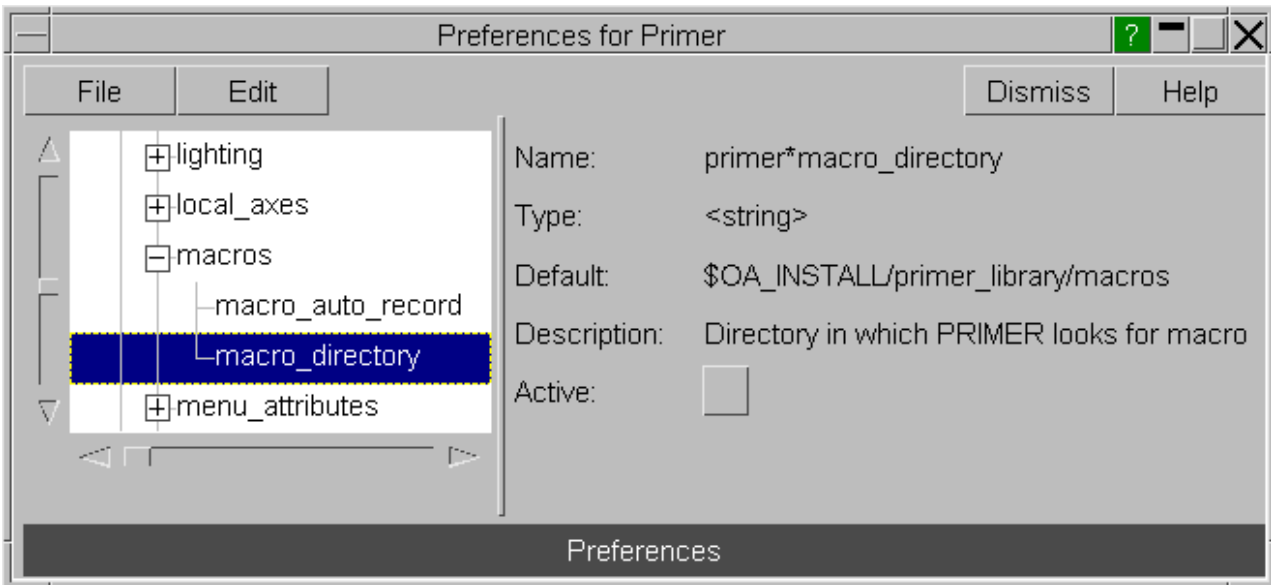 Preferences for Primer
?
File Edit Dismiss Help
lighting
local_axes
macros
macro_auto_record
macro_directory
menu_attributes
Name: primer*macro_directory
Type: <string>
Default: $OA_INSTALL/primer_library/macros
Description: Directory in which PRIMER looks for macro
Active:
Preferences